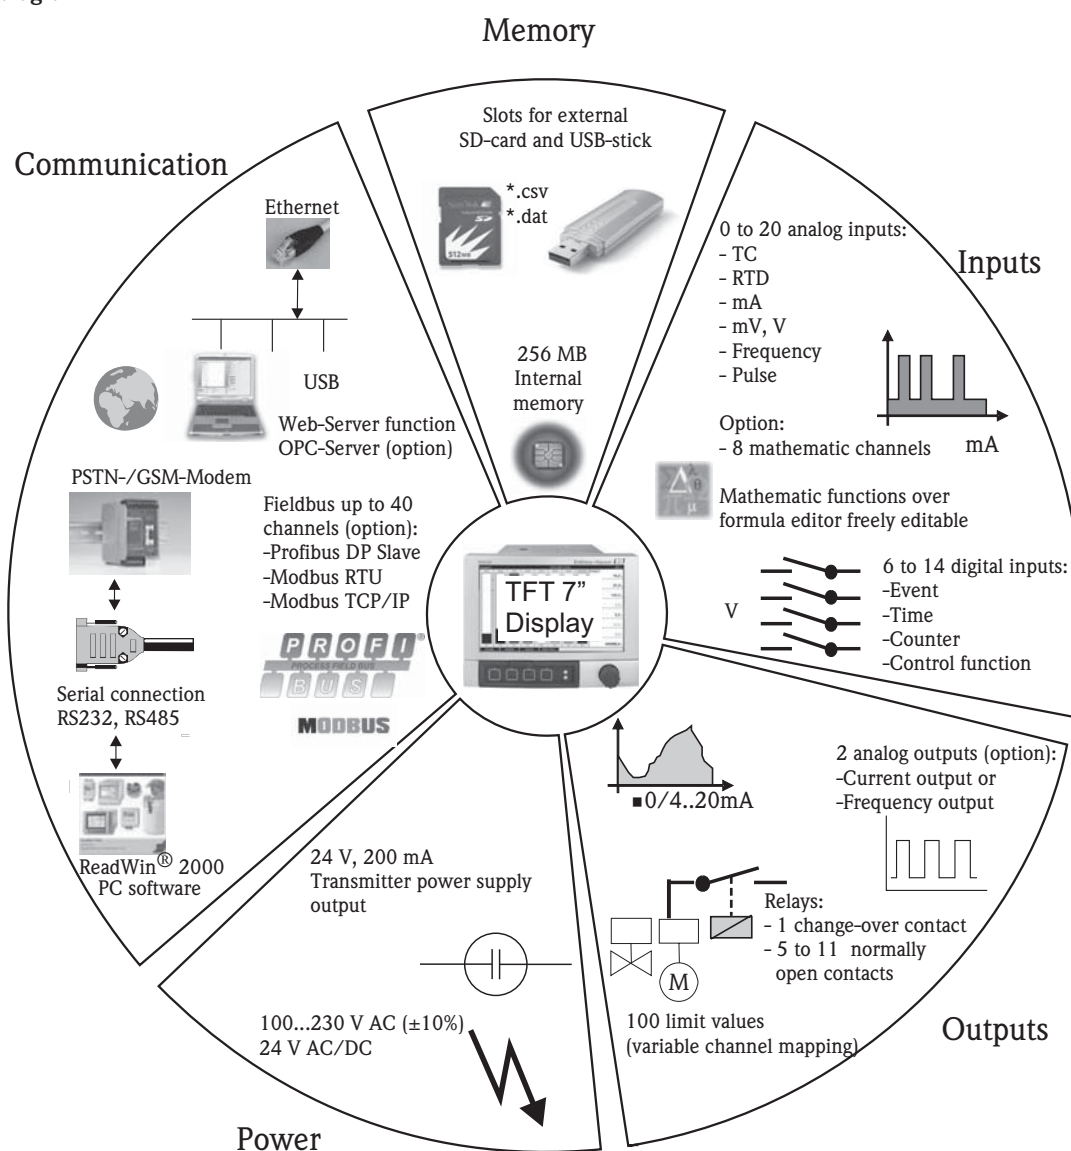 Memory
Slots for external
SD-card and USB-stick
*.csv
*.dat
SD
512MB
256 MB
Internal
memory
Communication
Ethernet
USB
Web-Server function
OPC-Server (option)
PSTN-/GSM-Modem
Fieldbus up to 40
channels (option):
-Profibus DP Slave
-Modbus RTU
-Modbus TCP/IP
PROFI®
PROCESS FIELD BUS
BUS
MODBUS
Serial connection
RS232, RS485
ReadWin® 2000
PC software
Inputs
0 to 20 analog inputs:
- TC
- RTD
- mA
- mV, V
- Frequency
- Pulse
mA
Option:
- 8 mathematic channels
Δ λ θ μ
Mathematic functions over
formula editor freely editable
V
6 to 14 digital inputs:
-Event
-Time
-Counter
-Control function
TFT 7”
Display
Outputs
■0/4..20mA
2 analog outputs (option):
-Current output or
-Frequency output
Relays:
- 1 change-over contact
- 5 to 11 normally
open contacts
M
100 limit values
(variable channel mapping)
Power
24 V, 200 mA
Transmitter power supply
output
100...230 V AC (±10%)
24 V AC/DC